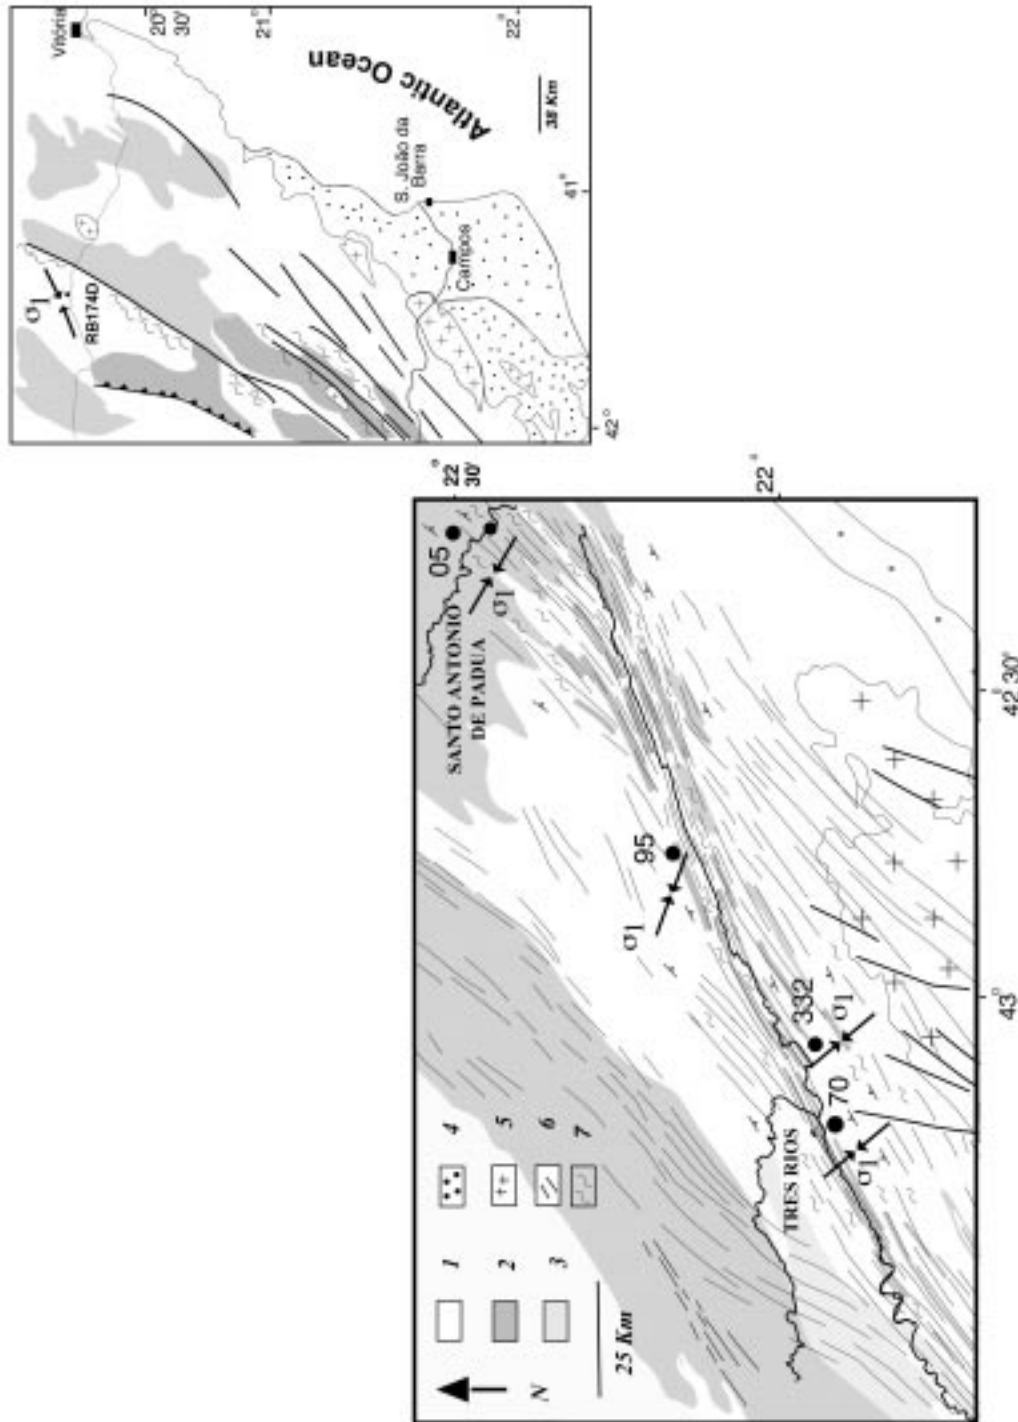 Vitória
20°
30'
21°
22°
Atlantic Ocean
σ1
RB174D
S. João da
Barra
Campos
38 Km
41°
42°
22°
30'
22°
05
SANTO ANTONIO
DE PADUA
σ1
95
σ1
42° 30'
332
σ1
70
σ1
TRES RIOS
43°
1
2
3
4
5
6
7
N
25 Km